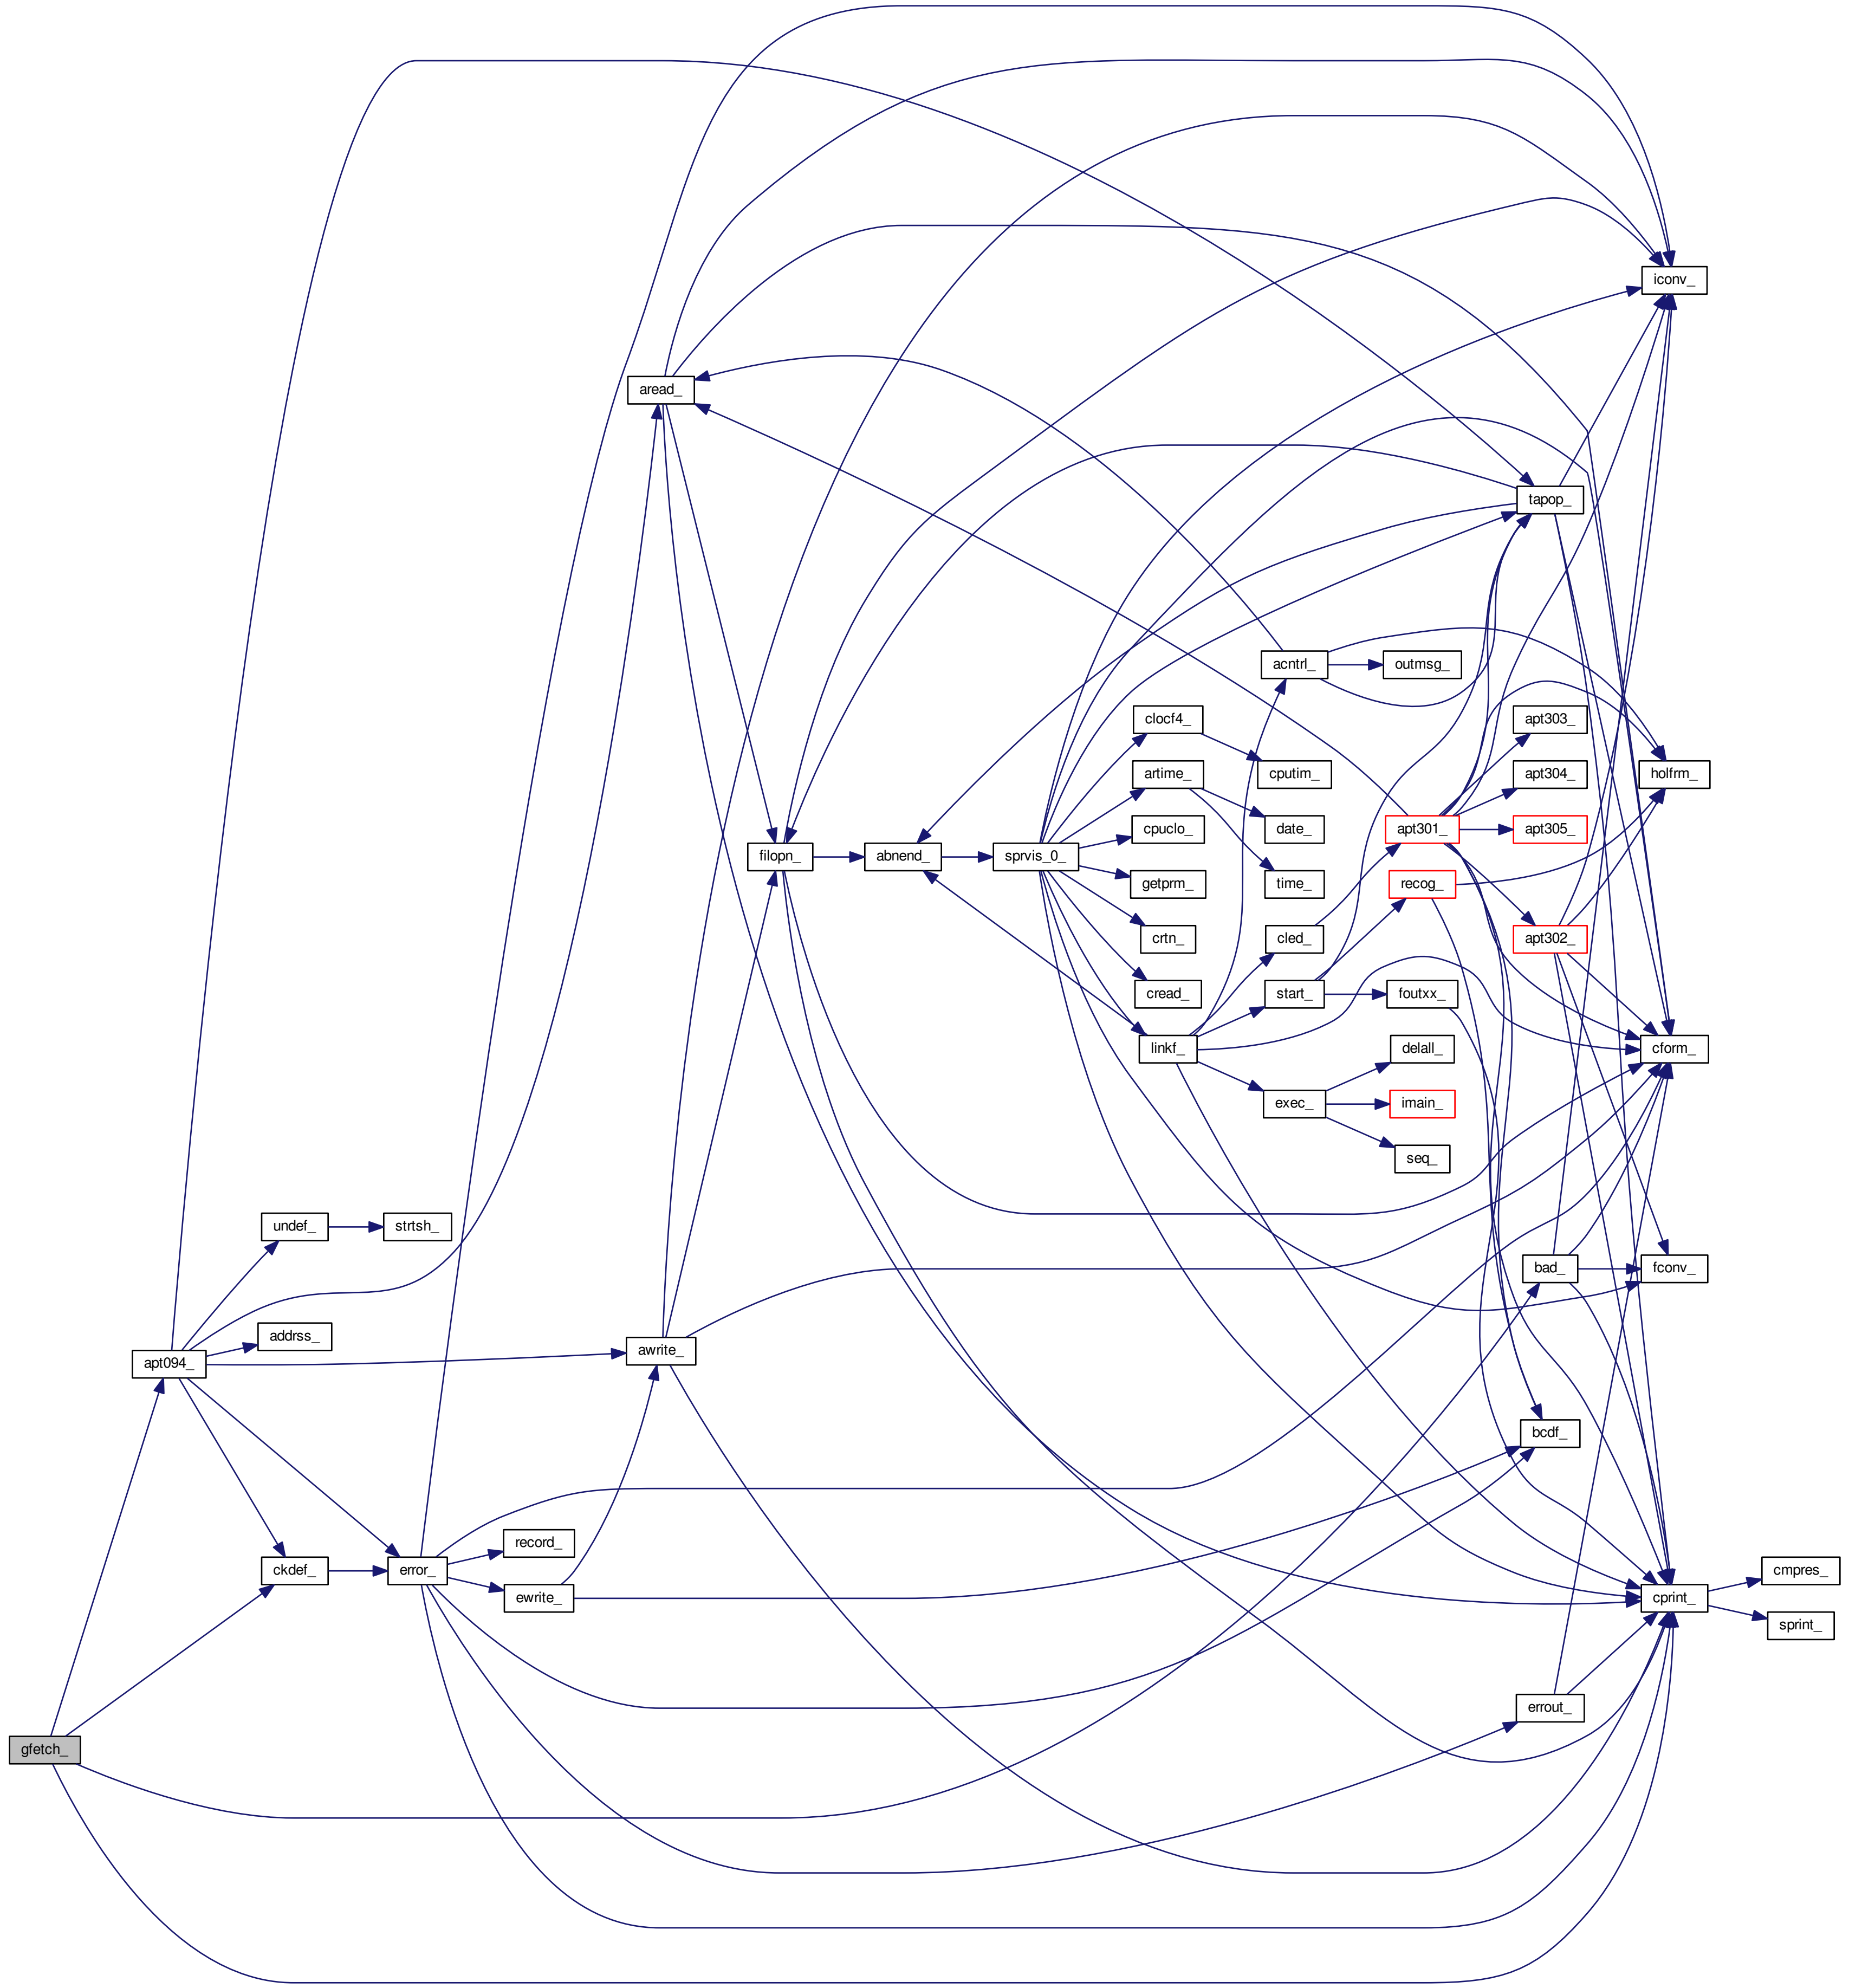 iconv_
aread_
tapop_
acntrl_
outmsg_
clocf4_
apt303_
cputim_
artime_
apt304_
holfrm_
cpuclo_
date_
apt301_
apt305_
filopn_
abnend_
sprvis_0_
getprm_
time_
recog_
crtn_
cled_
apt302_
cread_
start_
foutxx_
linkf_
delall_
cform_
exec_
imain_
seq_
undef_
strtsh_
bad_
fconv_
addrss_
apt094_
awrite_
bcdf_
record_
ckdef_
error_
cmpres_
ewrite_
cprint_
sprint_
errout_
gfetch_